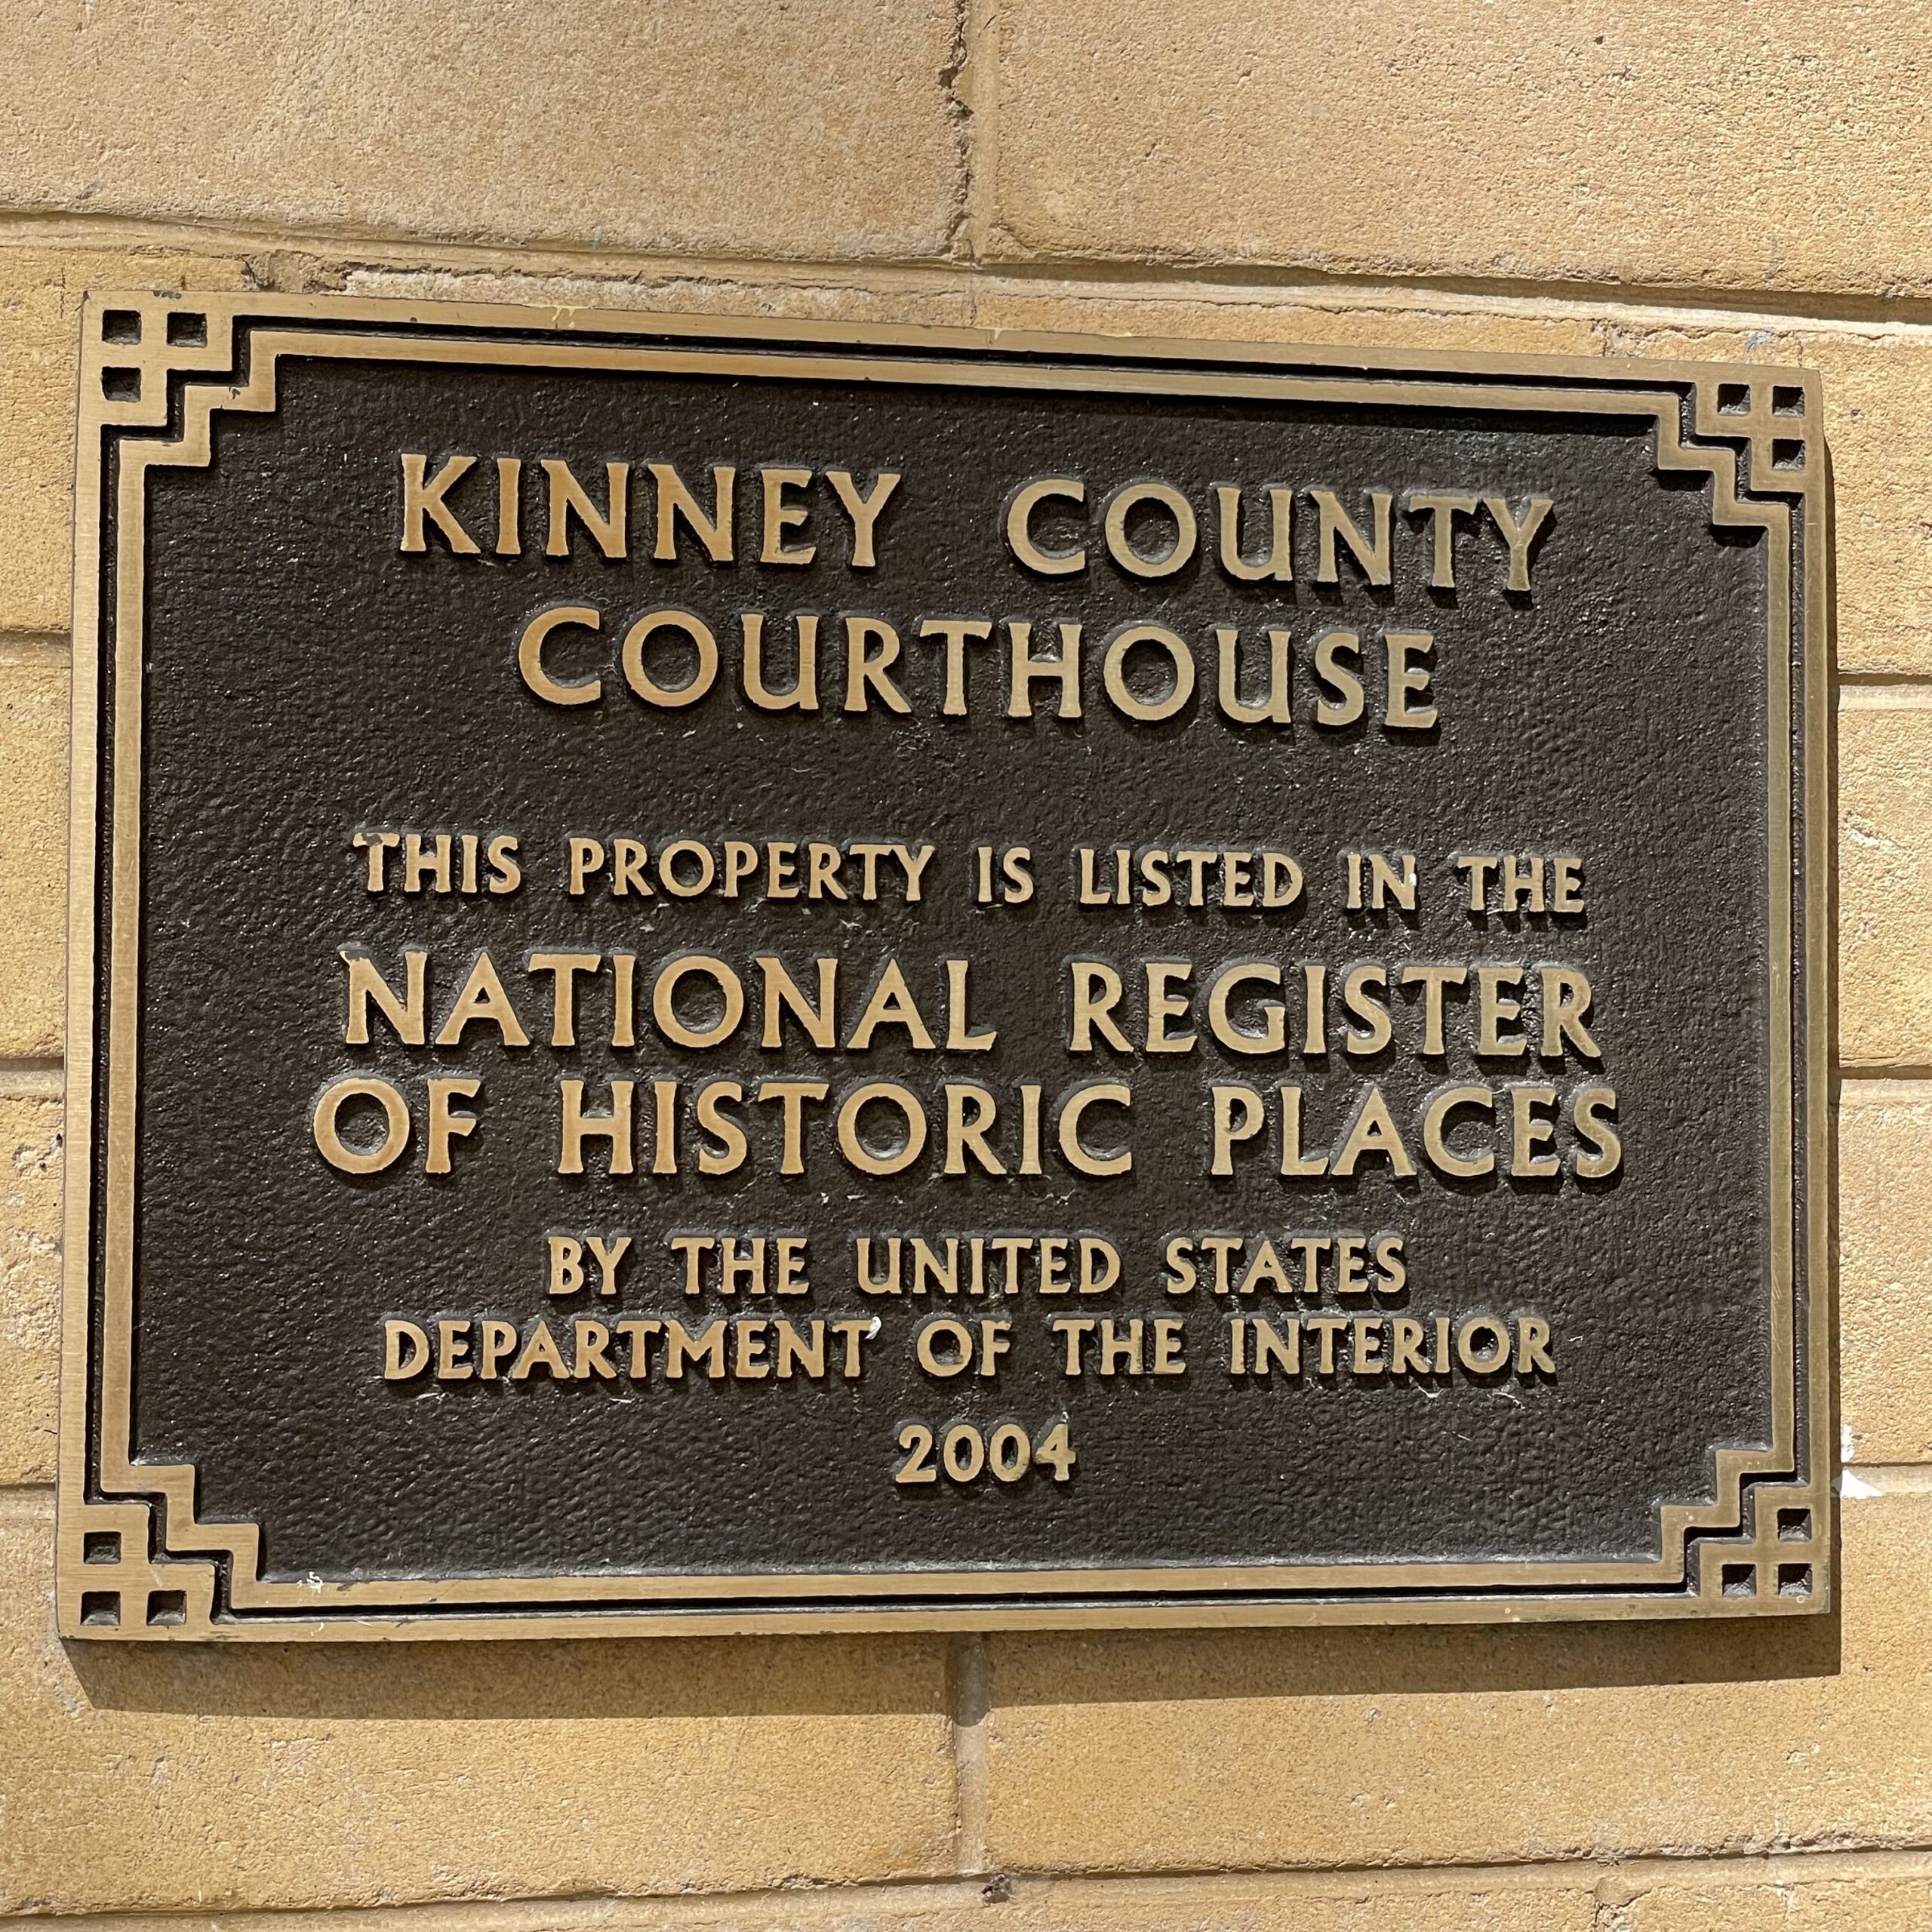 KINNEY COUNTY
COURTHOUSE
THIS PROPERTY IS LISTED IN THE
NATIONAL REGISTER
OF HISTORIC PLACES
BY THE UNITED STATES
DEPARTMENT OF THE INTERIOR
2004